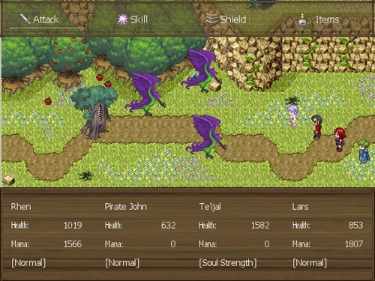 Attack Skill Shield Items
Rhen Pirate John Te'ijal Lars
Health: 1019 Health: 632 Health: 1582 Health: 853
Mana: 1566 Mana: 0 Mana: 0 Mana: 1807
[Normal] [Normal] [Soul Strength] [Normal]